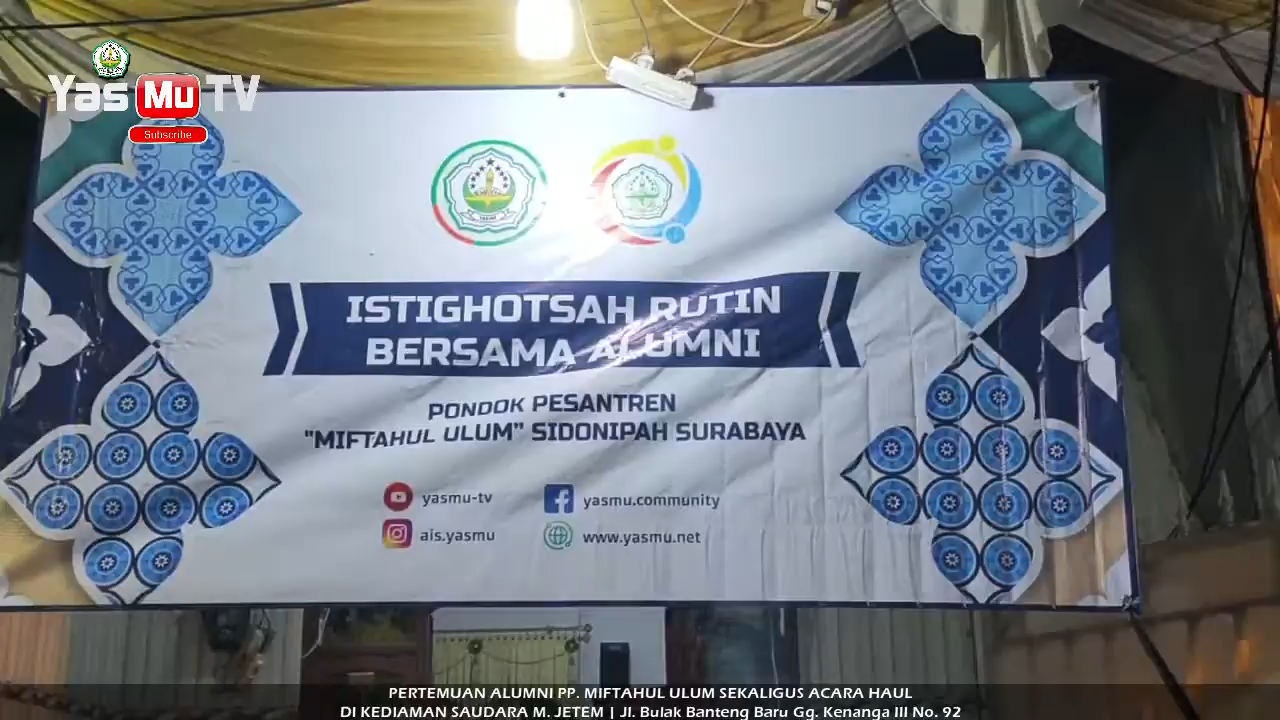 Yas Mu TV
Subscribe
ISTIGHOTSAH RUTIN
BERSAMA ALUMNI
PONDOK PESANTREN
"MIFTAHUL ULUM" SIDONIPAH SURABAYA
yasmu-tv
yasmu.community
ais.yasmu
www.yasmu.net
PERTEMUAN ALUMNI PP. MIFTAHUL ULUM SEKALIGUS ACARA HAUL
DI KEDIAMAN SAUDARA M. JETEM | Jl. Bulak Banteng Baru Gg. Kenanga III No. 92